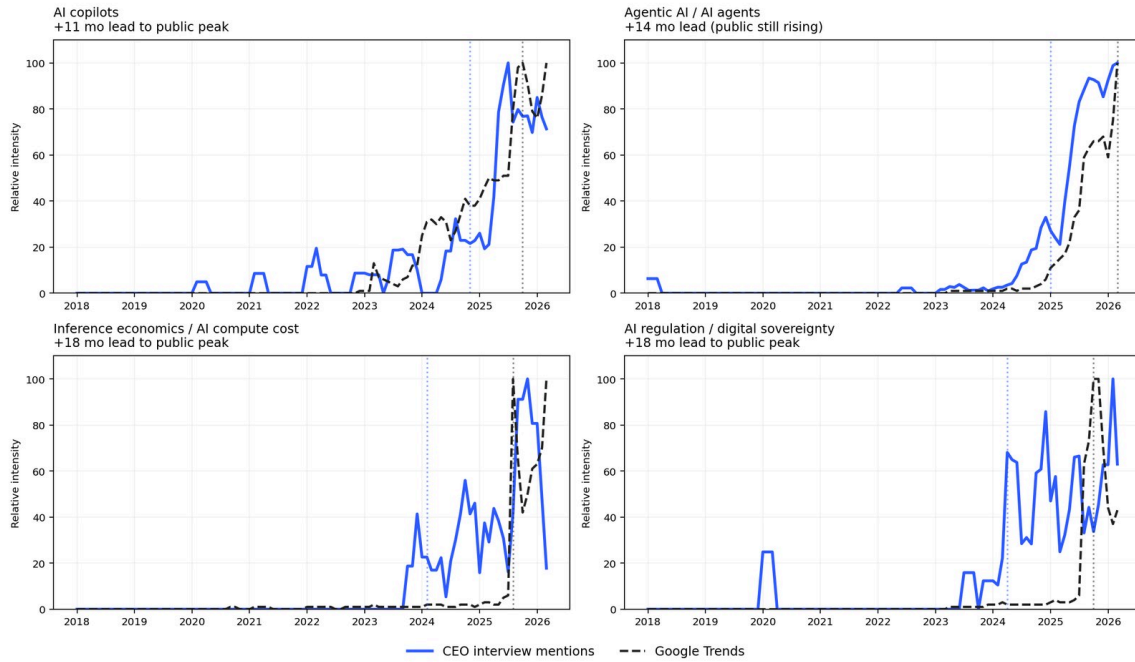 AI copilots
+11 mo lead to public peak
Relative intensity
100
80
60
40
20
0
2018 2019 2020 2021 2022 2023 2024 2025 2026
Agentic AI / AI agents
+14 mo lead (public still rising)
Relative intensity
100
80
60
40
20
0
2018 2019 2020 2021 2022 2023 2024 2025 2026
Inference economics / AI compute cost
+18 mo lead to public peak
Relative intensity
100
80
60
40
20
0
2018 2019 2020 2021 2022 2023 2024 2025 2026
AI regulation / digital sovereignty
+18 mo lead to public peak
Relative intensity
100
80
60
40
20
0
2018 2019 2020 2021 2022 2023 2024 2025 2026
CEO interview mentions Google Trends